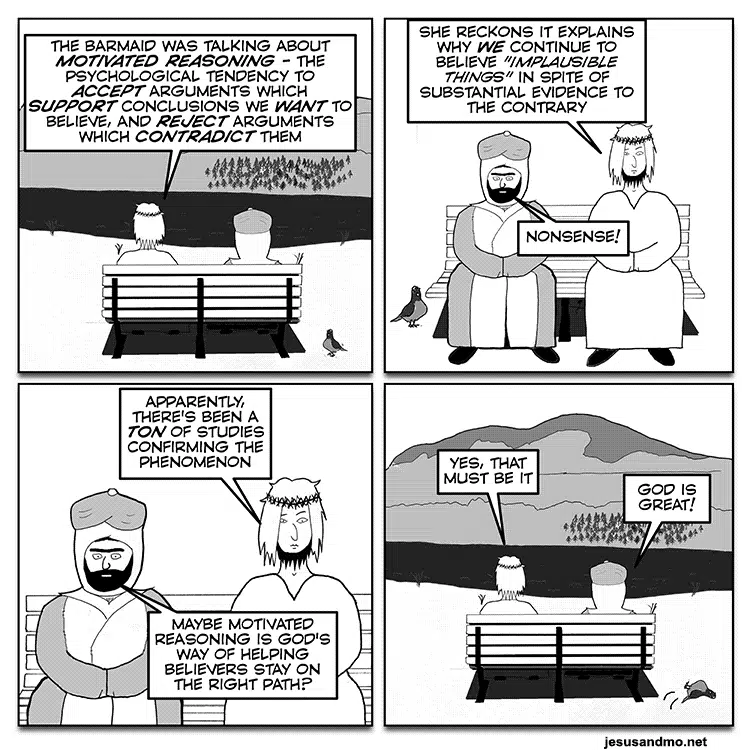 THE BARMAID WAS TALKING ABOUT
MOTIVATED REASONING - THE
PSYCHOLOGICAL TENDENCY TO
ACCEPT ARGUMENTS WHICH
SUPPORT CONCLUSIONS WE WANT TO
BELIEVE, AND REJECT ARGUMENTS
WHICH CONTRADICT THEM
SHE RECKONS IT EXPLAINS
WHY WE CONTINUE TO
BELIEVE "IMPLAUSIBLE
THINGS" IN SPITE OF
SUBSTANTIAL EVIDENCE TO
THE CONTRARY
NONSENSE!
APPARENTLY,
THERE'S BEEN A
TON OF STUDIES
CONFIRMING THE
PHENOMENON
MAYBE MOTIVATED
REASONING IS GOD'S
WAY OF HELPING
BELIEVERS STAY ON
THE RIGHT PATH?
YES, THAT
MUST BE IT
GOD IS
GREAT!
jesusandmo.net